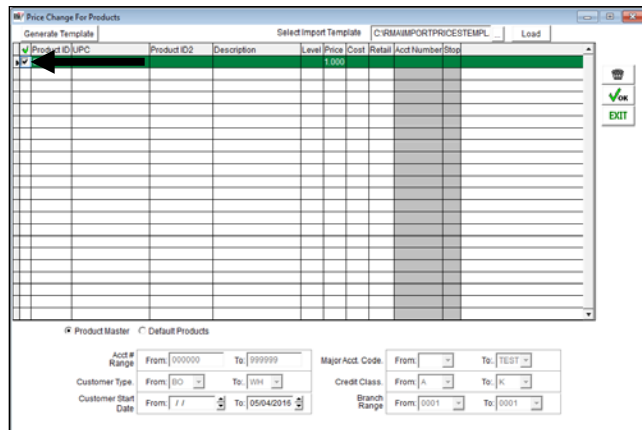 Price Change For Products
Generate Template Select Import Template C:\RMA\IMPORTPRICESTEMPL ... Load
Product ID UPC Product ID2 Description Level Price Cost Retail Acct Number Stop
1.000
OK
EXIT
Product Master Default Products
Acct # Range From: 000000 To: 999999 Major Acct. Code. From: To: TEST
Customer Type. From: BO To: WH Credit Class. From: A To: K
Customer Start Date From: / / To: 05/04/2016 Branch Range From: 0001 To: 0001